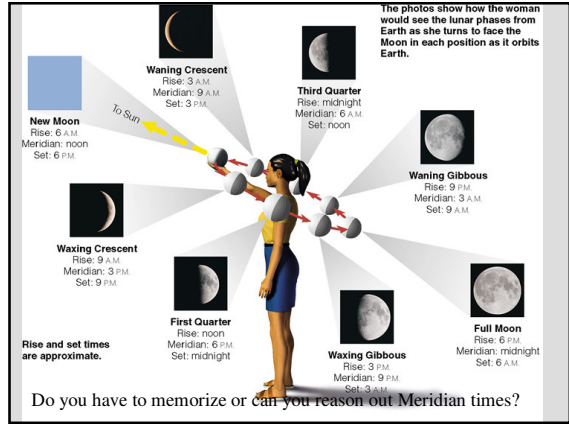 The photos show how the woman
would see the lunar phases from
Earth as she turns to face the
Moon in each position as it orbits
Earth.
Waning Crescent
Rise: 3 A.M.
Meridian: 9 A.M.
Set: 3 P.M.
Third Quarter
Rise: midnight
Meridian: 6 A.M.
Set: noon
New Moon
Rise: 6 A.M.
Meridian: noon
Set: 6 P.M.
To Sun
Waning Gibbous
Rise: 9 P.M.
Meridian: 3 A.M.
Set: 9 A.M.
Waxing Crescent
Rise: 9 A.M.
Meridian: 3 P.M.
Set: 9 P.M.
First Quarter
Rise: noon
Meridian: 6 P.M.
Set: midnight
Waxing Gibbous
Rise: 3 P.M.
Meridian: 9 P.M.
Set: 3 A.M.
Full Moon
Rise: 6 P.M.
Meridian: midnight
Set: 6 A.M.
Rise and set times
are approximate.
Do you have to memorize or can you reason out Meridian times?